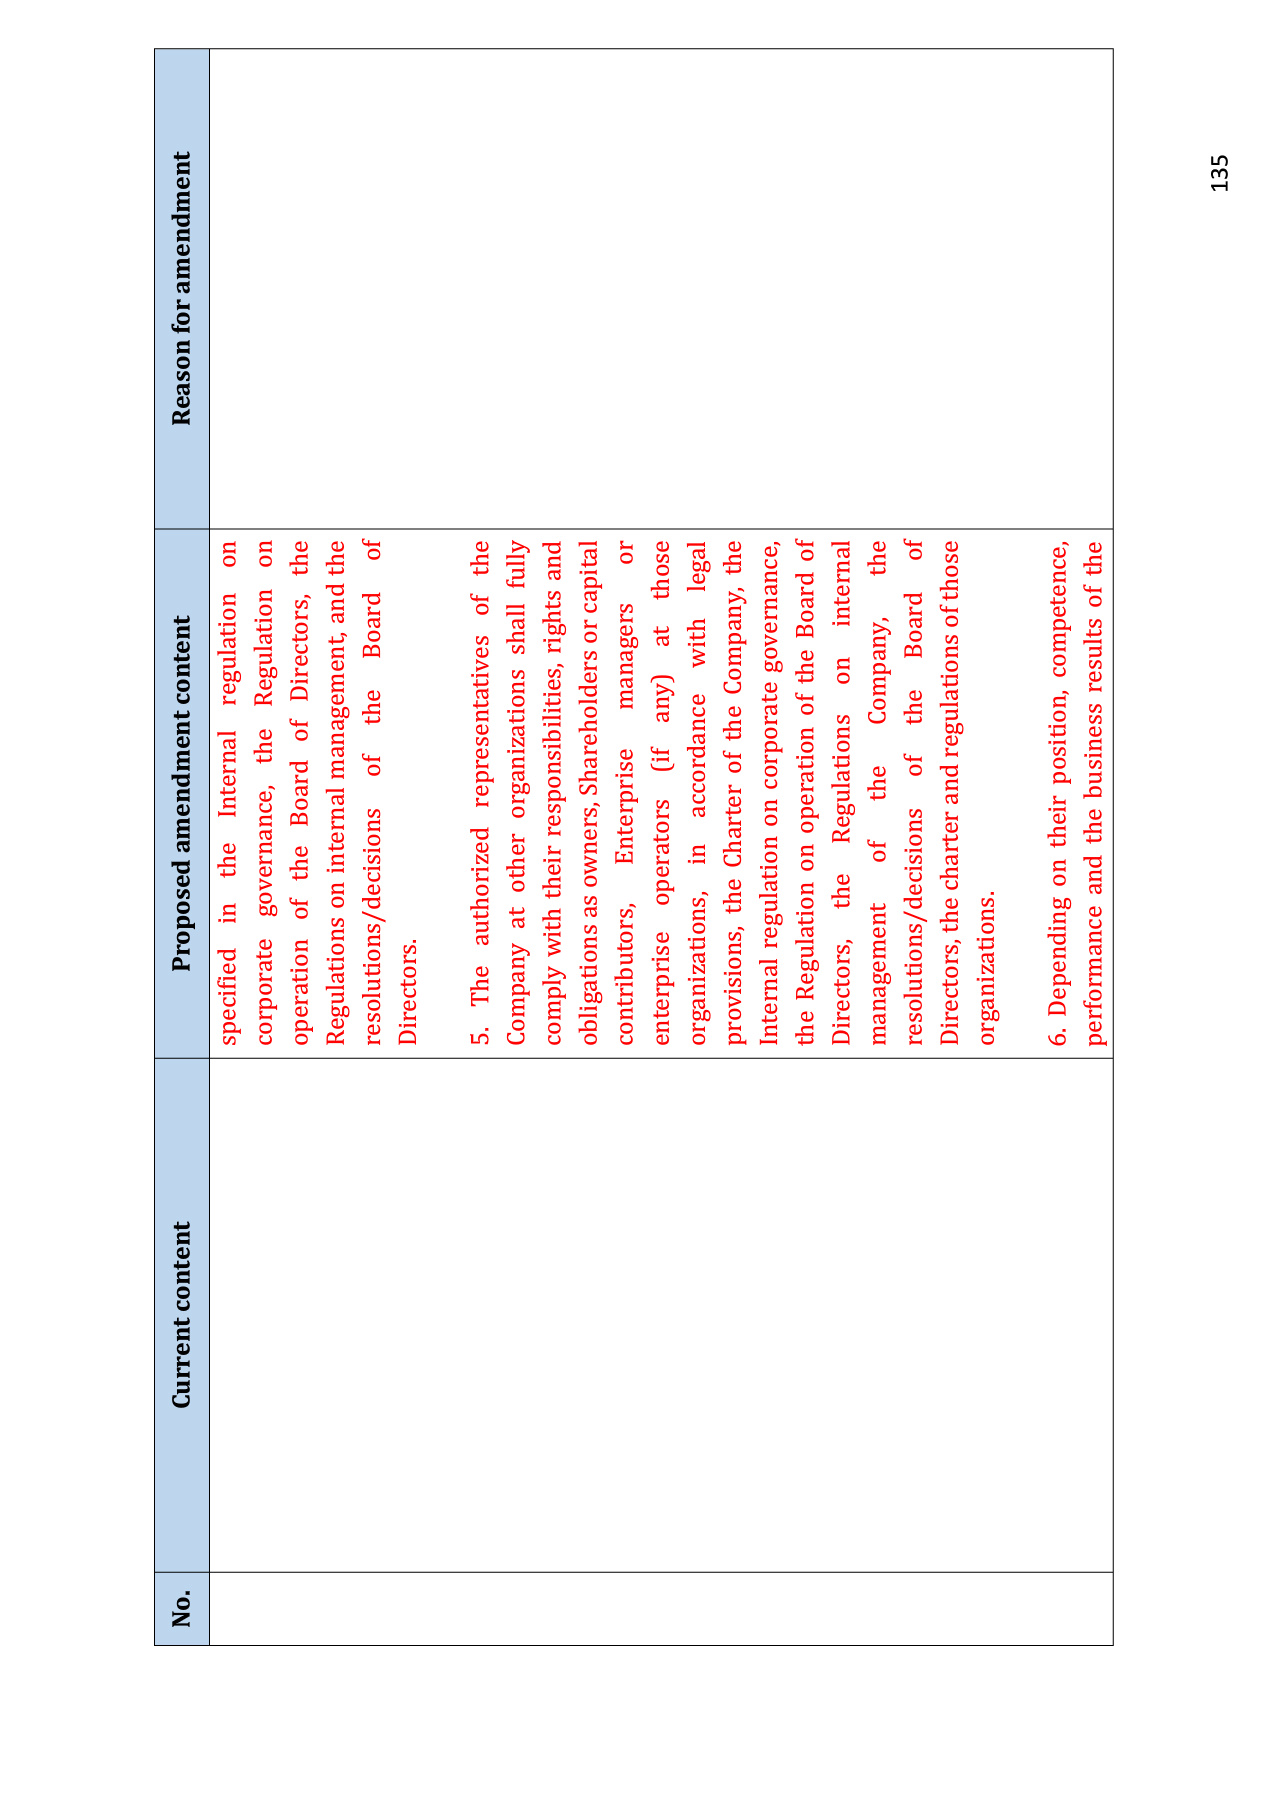 No.
Current content
Proposed amendment content
Reason for amendment
specified in the Internal regulation on
corporate governance, the Regulation on
operation of the Board of Directors, the
Regulations on internal management, and the
resolutions/decisions of the Board of
Directors.
5. The authorized representatives of the
Company at other organizations shall fully
comply with their responsibilities, rights and
obligations as owners, Shareholders or capital
contributors, Enterprise managers or
enterprise operators (if any) at those
organizations, in accordance with legal
provisions, the Charter of the Company, the
Internal regulation on corporate governance,
the Regulation on operation of the Board of
Directors, the Regulations on internal
management of the Company, the
resolutions/decisions of the Board of
Directors, the charter and regulations of those
organizations.
6. Depending on their position, competence,
performance and the business results of the
135